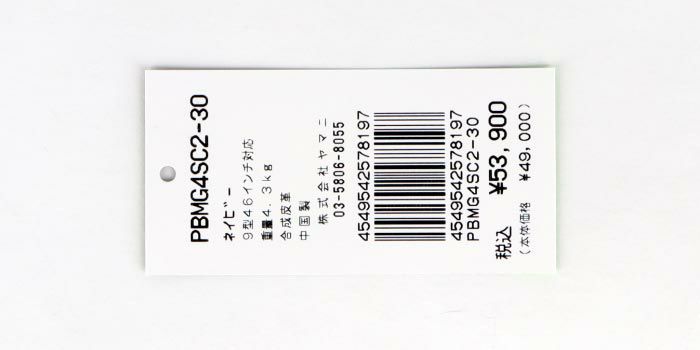 PBMG4SC2-30
ネイビー
9型46インチ対応
重量4.3kg
合成皮革
中国製
株式会社ヤマニ
03-5806-8055
4549542578197
4549542578197
PBMG4SC2-30
税込 ¥53,900
(本体価格 ¥49,000)